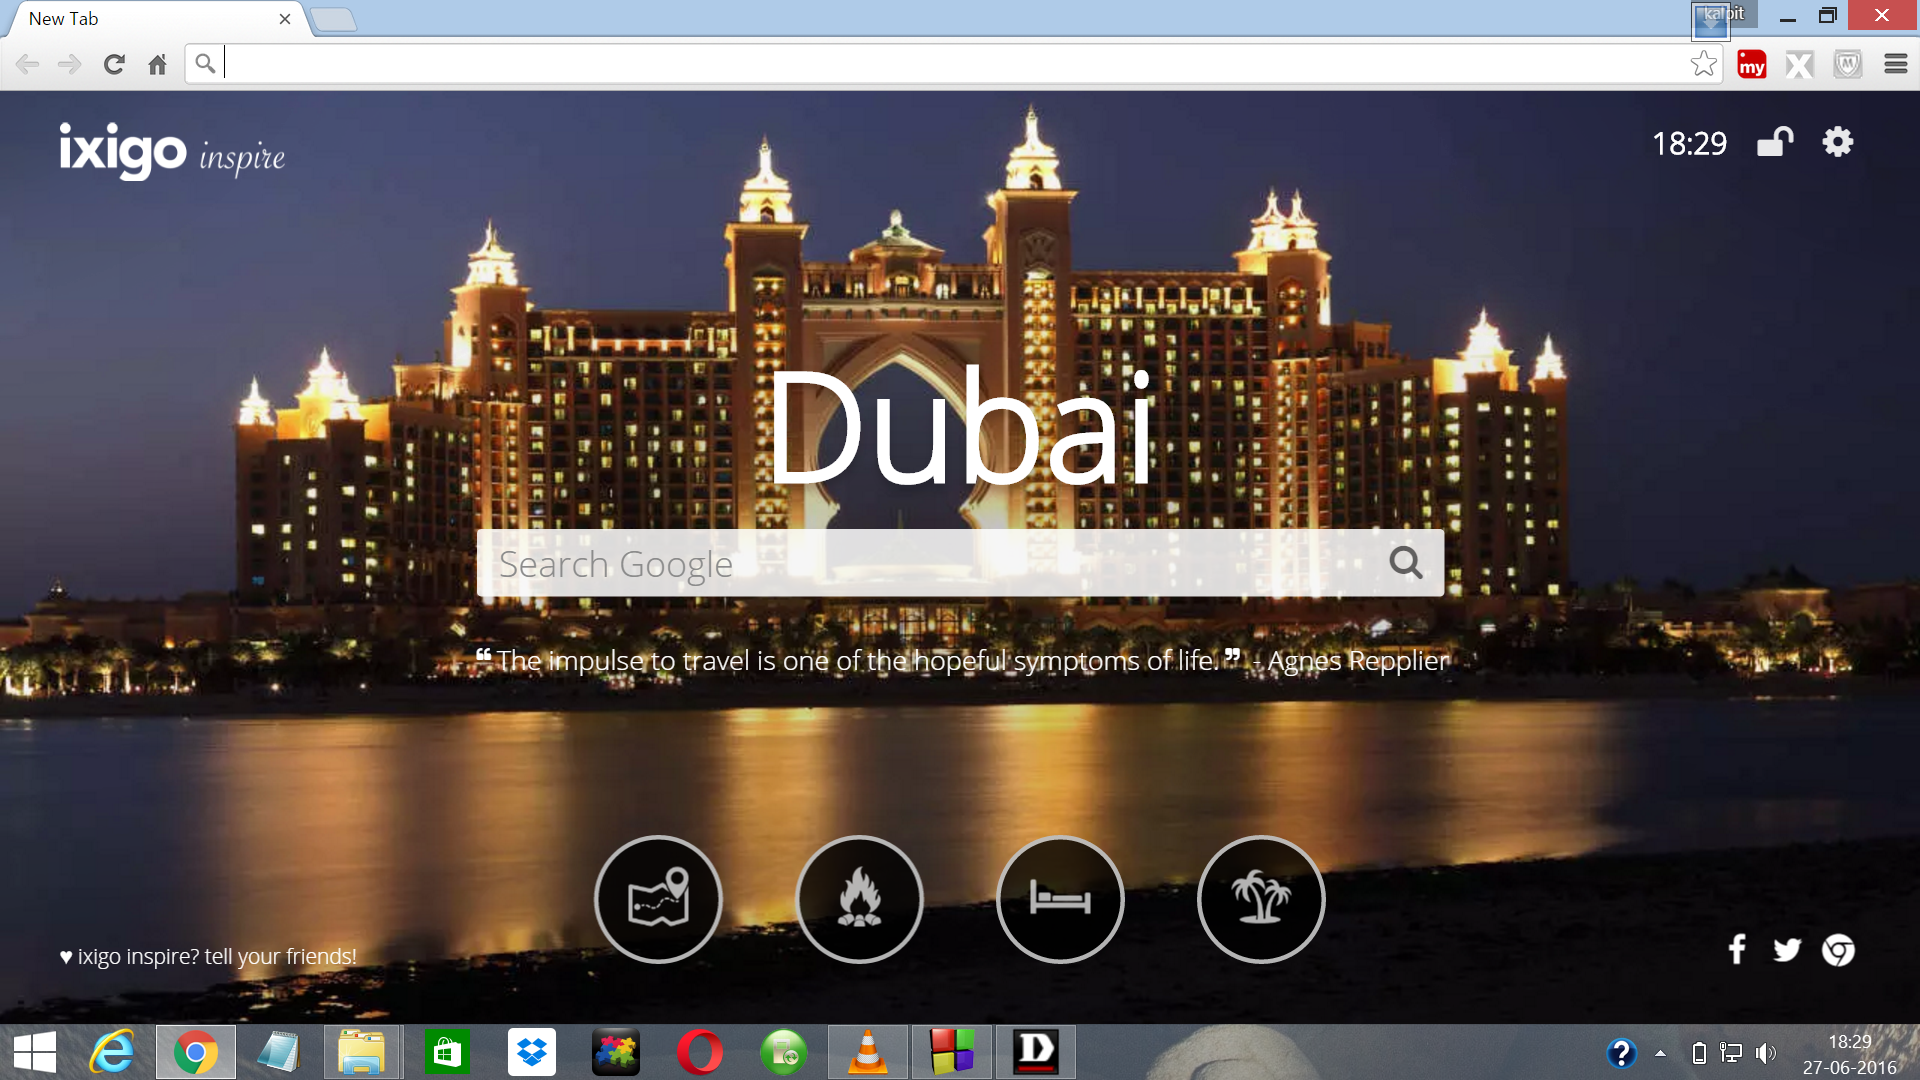 New Tab
kalpit
my
ixigo inspire
18:29
Dubai
Search Google
❝ The impulse to travel is one of the hopeful symptoms of life. ❞ - Agnes Repplier
♥ ixigo inspire? tell your friends!
18:29
27-06-2016